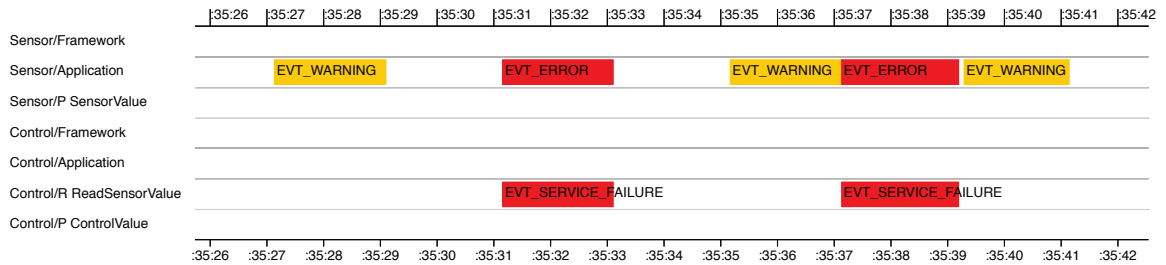 :35:26 :35:27 :35:28 :35:29 :35:30 :35:31 :35:32 :35:33 :35:34 :35:35 :35:36 :35:37 :35:38 :35:39 :35:40 :35:41 :35:42
Sensor/Framework
Sensor/Application EVT_WARNING EVT_ERROR EVT_WARNING EVT_ERROR EVT_WARNING
Sensor/P SensorValue
Control/Framework
Control/Application
Control/R ReadSensorValue EVT_SERVICE_FAILURE EVT_SERVICE_FAILURE
Control/P ControlValue
:35:26 :35:27 :35:28 :35:29 :35:30 :35:31 :35:32 :35:33 :35:34 :35:35 :35:36 :35:37 :35:38 :35:39 :35:40 :35:41 :35:42